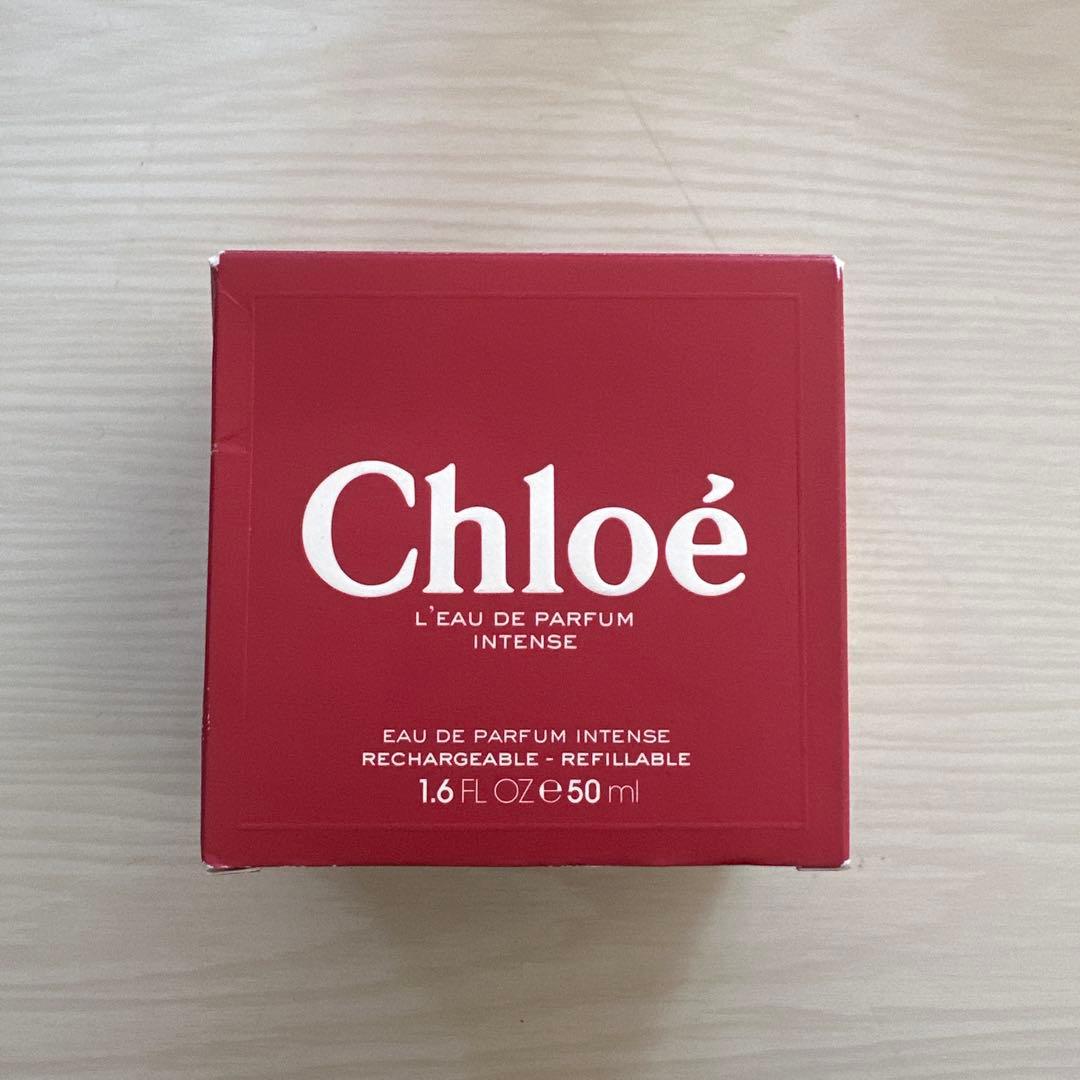 Chloé
L'EAU DE PARFUM
INTENSE
EAU DE PARFUM INTENSE
RECHARGEABLE - REFILLABLE
1.6 FL OZ ℮ 50 ml